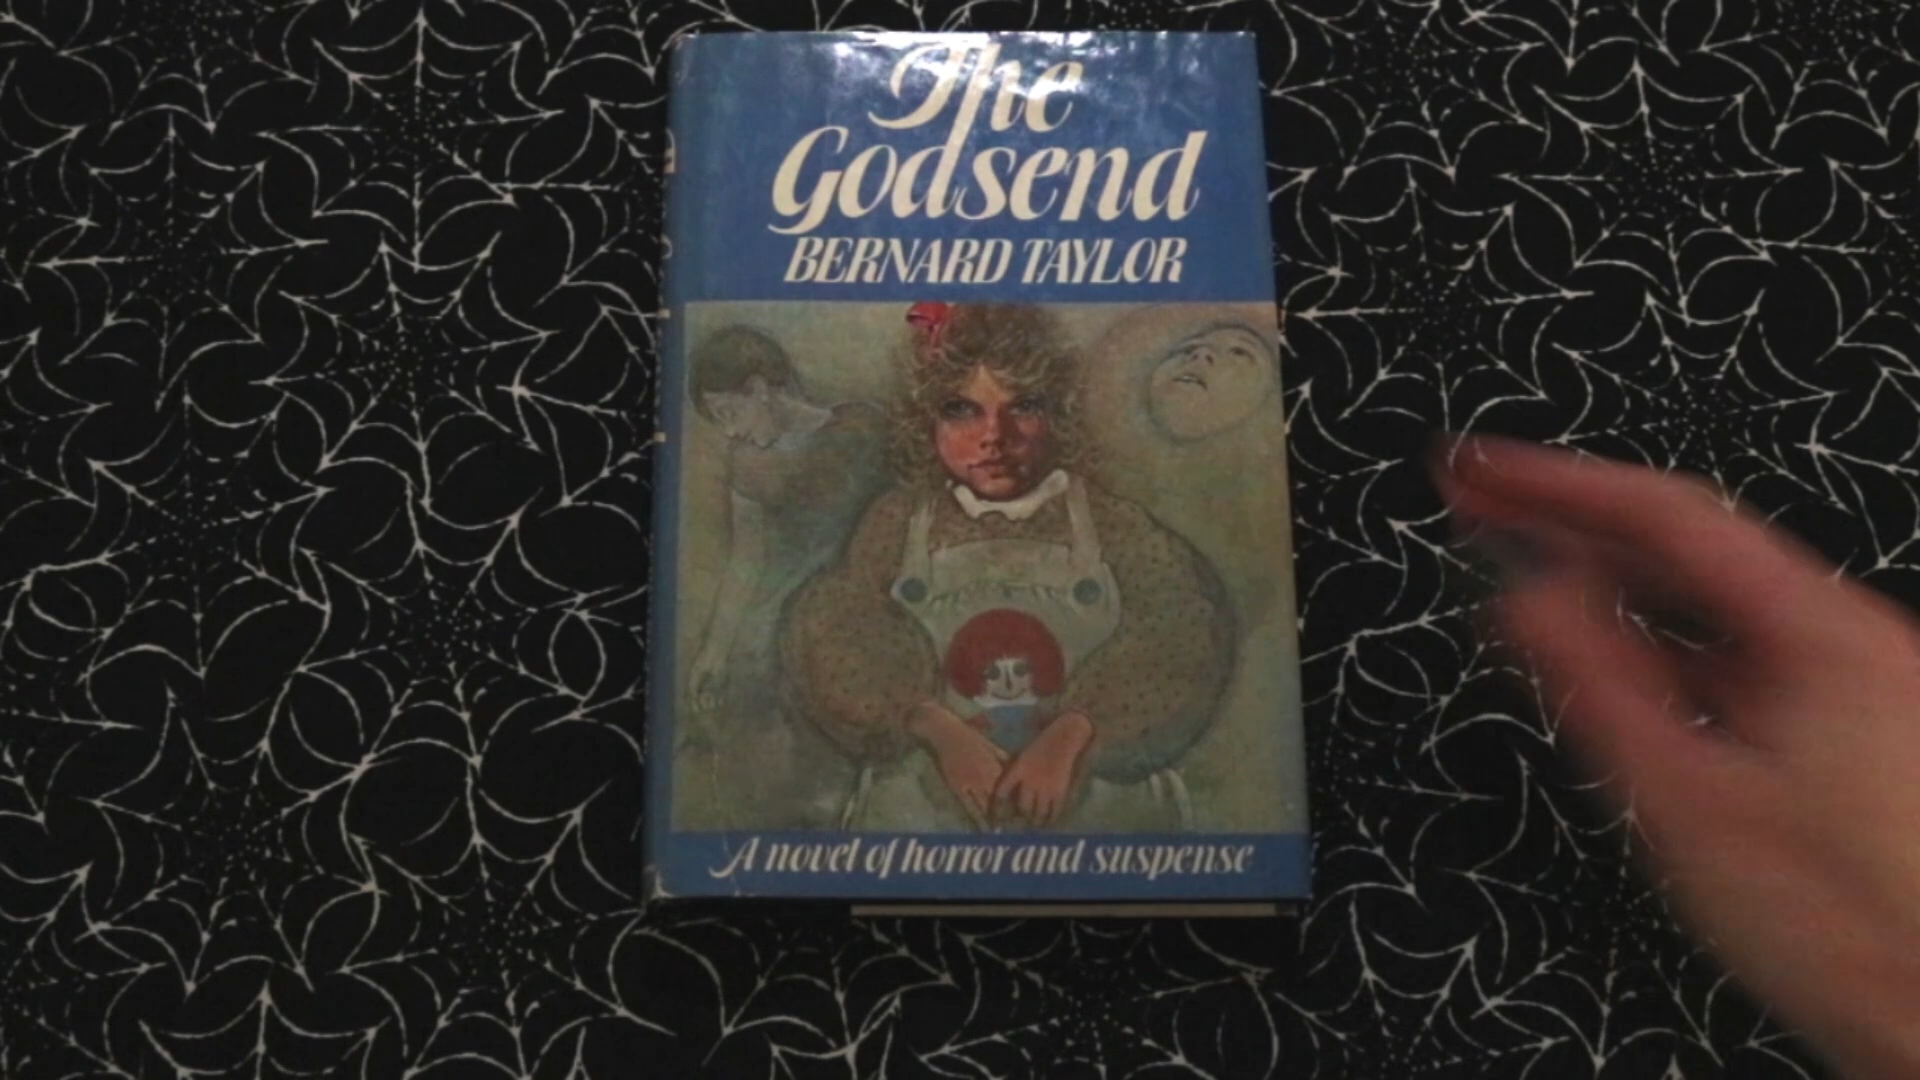 The
Godsend
BERNARD TAYLOR
A novel of horror and suspense